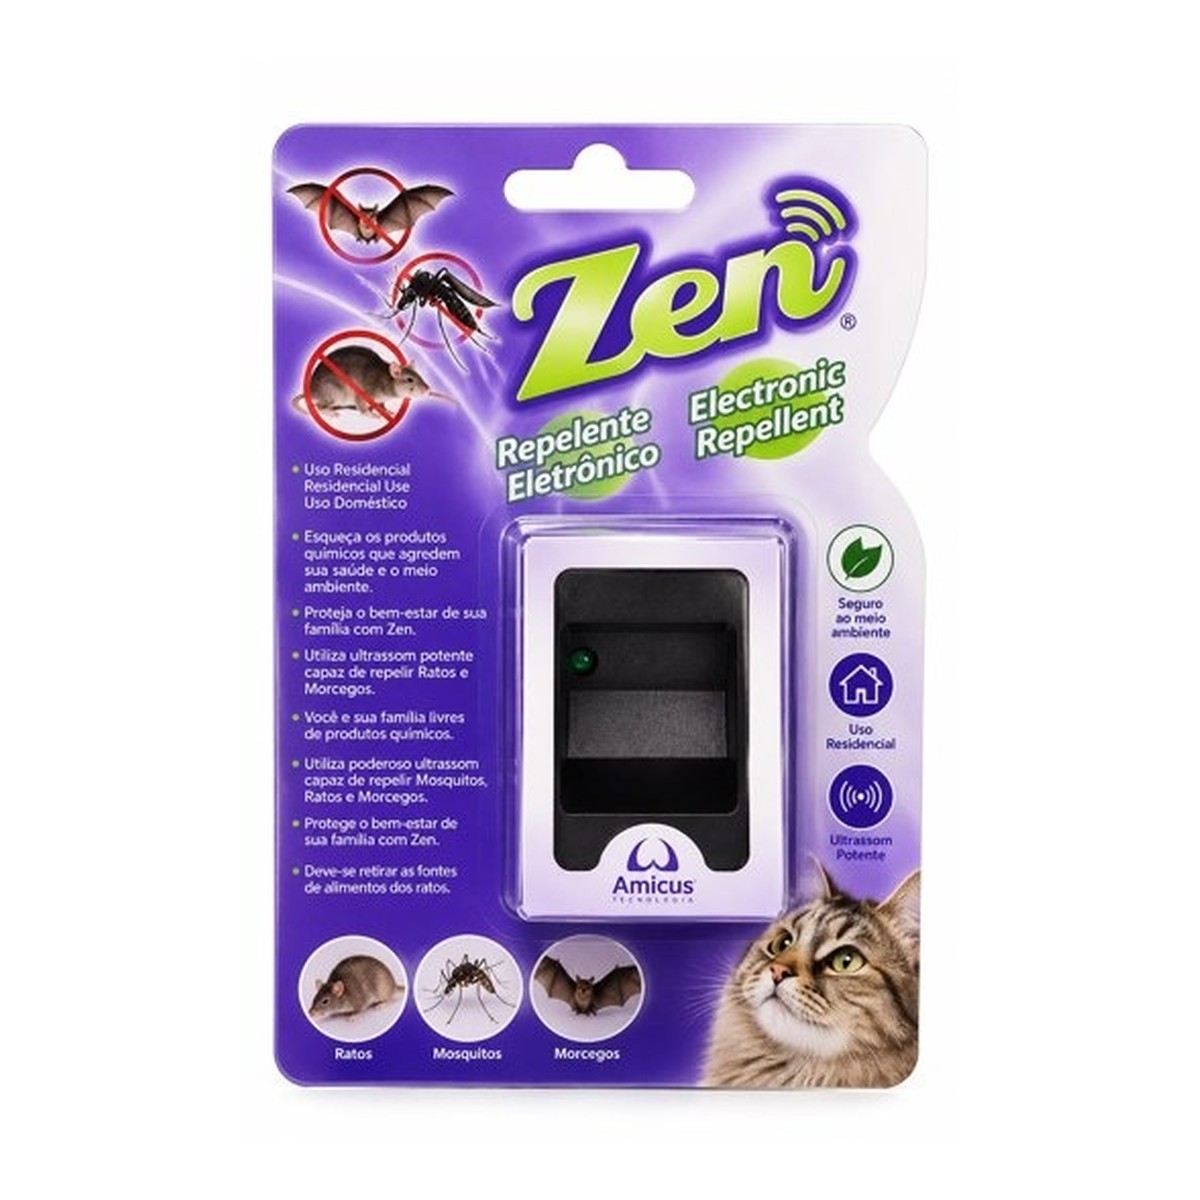 Zen
®
Repelente
Eletrônico
Electronic
Repellent
• Uso Residencial
Residencial Use
Uso Doméstico
• Esqueça os produtos
químicos que agredem
sua saúde e o meio
ambiente.
• Proteja o bem-estar de sua
família com Zen.
• Utiliza ultrassom potente
capaz de repelir Ratos e
Morcegos.
• Você e sua família livres
de produtos químicos.
• Utiliza poderoso ultrassom
capaz de repelir Mosquitos,
Ratos e Morcegos.
• Protege o bem-estar de
sua família com Zen.
• Deve-se retirar as fontes
de alimentos dos ratos.
Seguro
ao meio
ambiente
Uso
Residencial
Ultrassom
Potente
Amicus
TECNOLOGIA
Ratos
Mosquitos
Morcegos